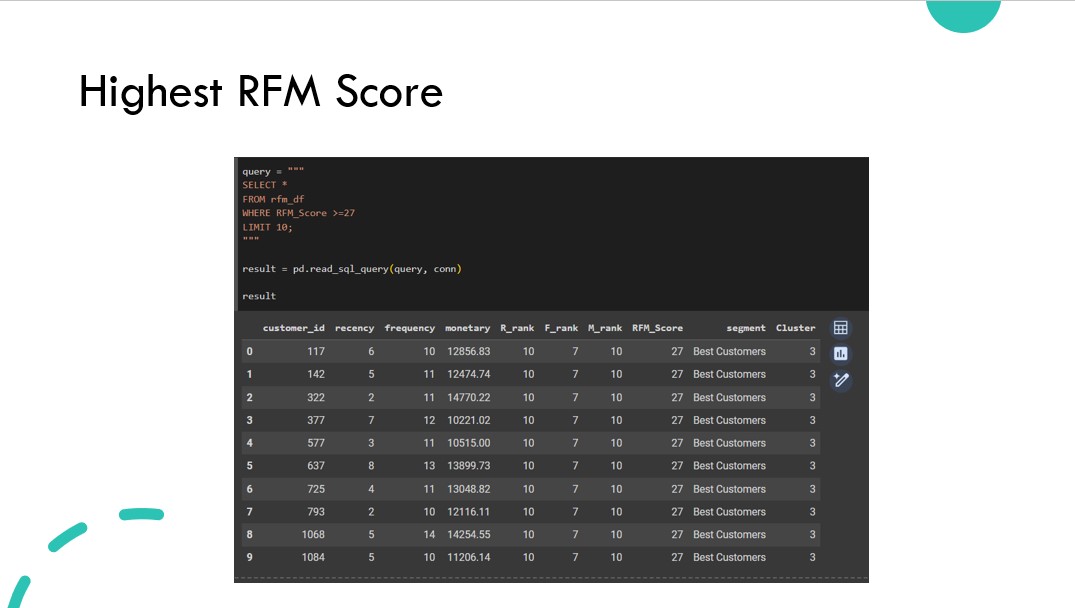 Highest RFM Score
query = """
SELECT *
FROM rfm_df
WHERE RFM_Score >=27
LIMIT 10;
"""
result = pd.read_sql_query(query, conn)
result
customer_id recency frequency monetary R_rank F_rank M_rank RFM_Score segment Cluster
0 117 6 10 12856.83 10 7 10 27 Best Customers 3
1 142 5 11 12474.74 10 7 10 27 Best Customers 3
2 322 2 11 14770.22 10 7 10 27 Best Customers 3
3 377 7 12 10221.02 10 7 10 27 Best Customers 3
4 577 3 11 10515.00 10 7 10 27 Best Customers 3
5 637 8 13 13899.73 10 7 10 27 Best Customers 3
6 725 4 11 13048.82 10 7 10 27 Best Customers 3
7 793 2 10 12116.11 10 7 10 27 Best Customers 3
8 1068 5 14 14254.55 10 7 10 27 Best Customers 3
9 1084 5 10 11206.14 10 7 10 27 Best Customers 3